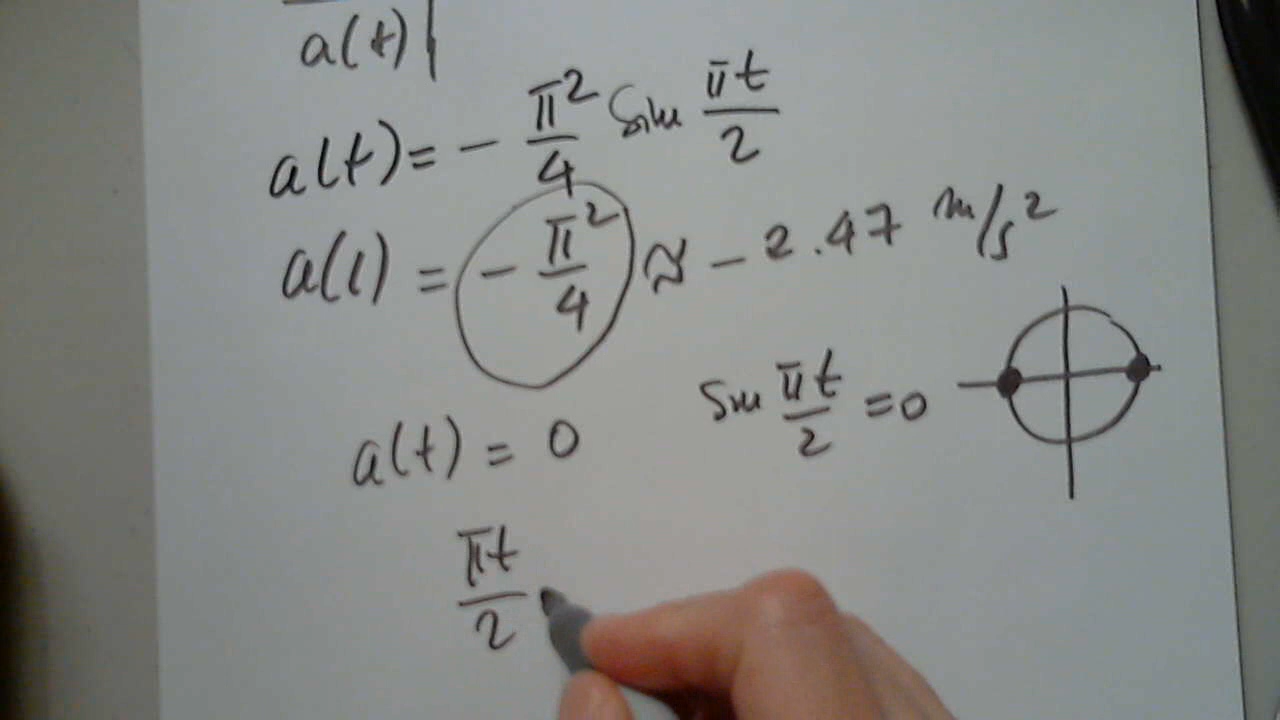 a(t)
a(t) = - π²/4 sin πt/2
a(1) = - π²/4 ≈ - 2.47 m/s²
sin πt/2 = 0
a(t) = 0
πt/2